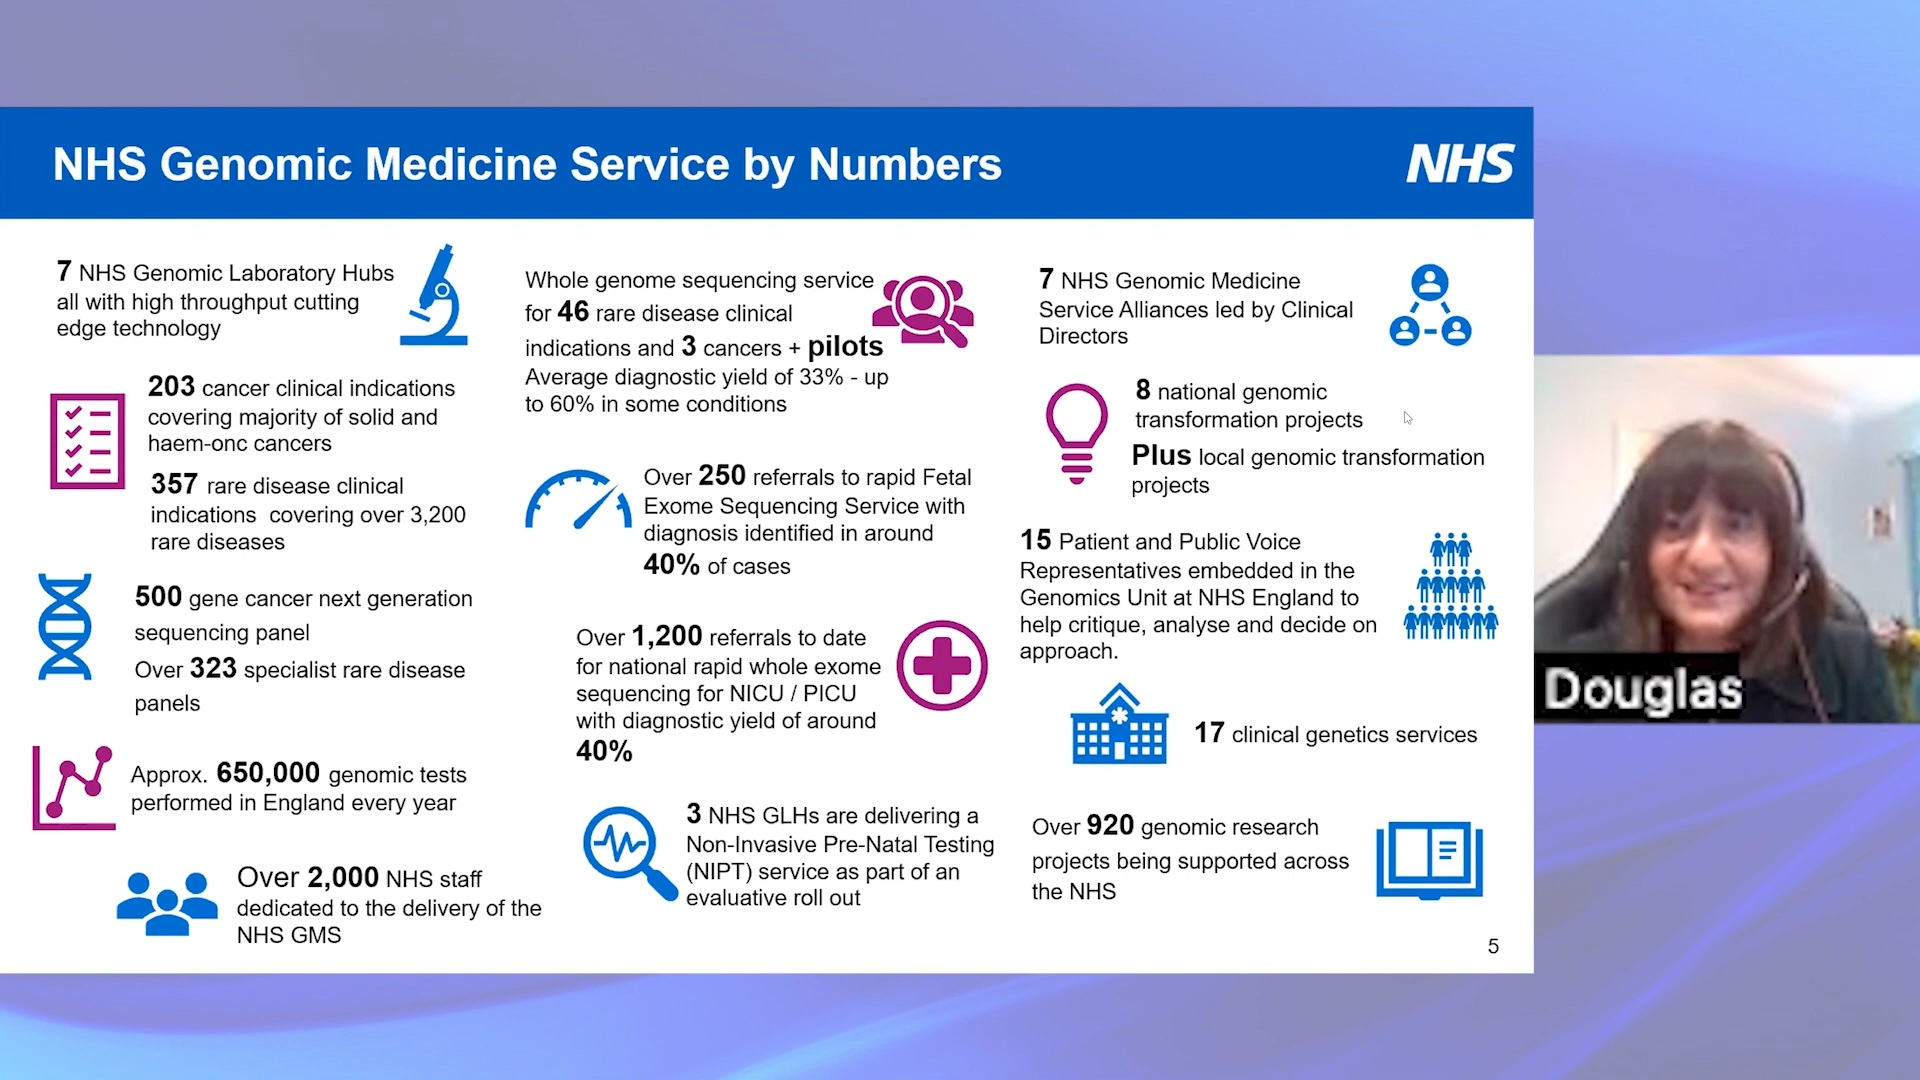 NHS Genomic Medicine Service by Numbers
NHS
7 NHS Genomic Laboratory Hubs
all with high throughput cutting
edge technology
203 cancer clinical indications
covering majority of solid and
haem-onc cancers
357 rare disease clinical
indications covering over 3,200
rare diseases
500 gene cancer next generation
sequencing panel
Over 323 specialist rare disease
panels
Approx. 650,000 genomic tests
performed in England every year
Over 2,000 NHS staff
dedicated to the delivery of the
NHS GMS
Whole genome sequencing service
for 46 rare disease clinical
indications and 3 cancers + pilots
Average diagnostic yield of 33% - up
to 60% in some conditions
Over 250 referrals to rapid Fetal
Exome Sequencing Service with
diagnosis identified in around
40% of cases
Over 1,200 referrals to date
for national rapid whole exome
sequencing for NICU / PICU
with diagnostic yield of around
40%
3 NHS GLHs are delivering a
Non-Invasive Pre-Natal Testing
(NIPT) service as part of an
evaluative roll out
7 NHS Genomic Medicine
Service Alliances led by Clinical
Directors
8 national genomic
transformation projects
Plus local genomic transformation
projects
15 Patient and Public Voice
Representatives embedded in the
Genomics Unit at NHS England to
help critique, analyse and decide on
approach.
17 clinical genetics services
Over 920 genomic research
projects being supported across
the NHS
5
Douglas